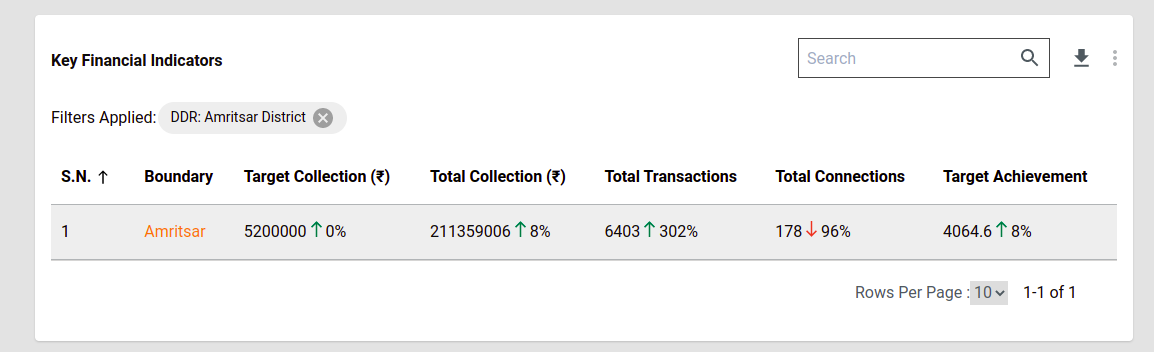 Key Financial Indicators
Search
Filters Applied: DDR: Amritsar District
S.N. ↑ Boundary Target Collection (₹) Total Collection (₹) Total Transactions Total Connections Target Achievement
1 Amritsar 5200000 ↑ 0% 211359006 ↑ 8% 6403 ↑ 302% 178 ↓ 96% 4064.6 ↑ 8%
Rows Per Page : 10 1-1 of 1